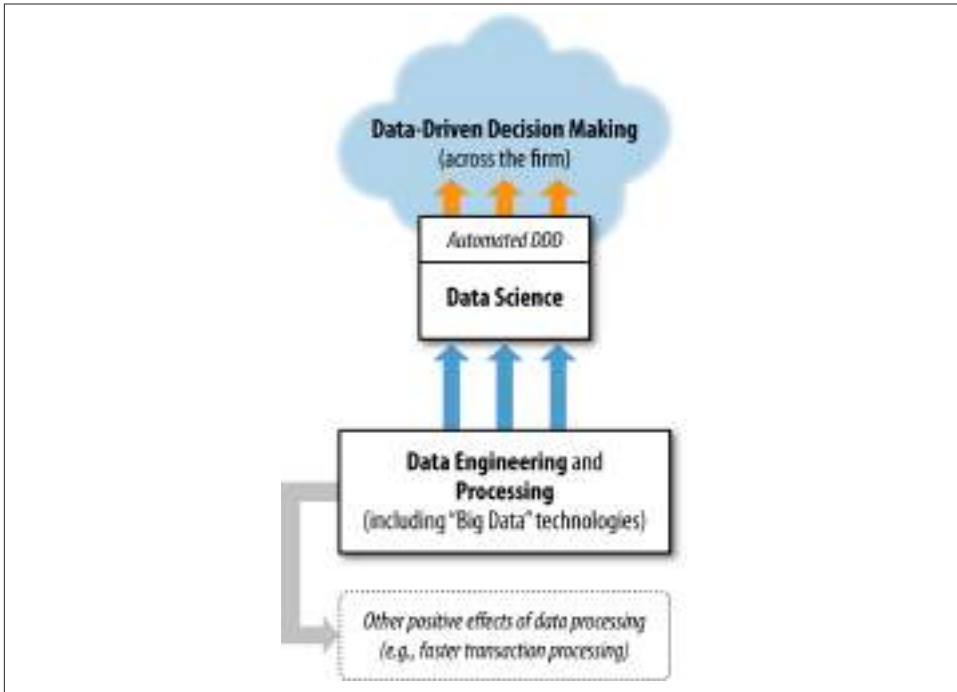 Data-Driven Decision Making
(across the firm)
Automated DDD
Data Science
Data Engineering and
Processing
(including “Big Data” technologies)
Other positive effects of data processing
(e.g., faster transaction processing)